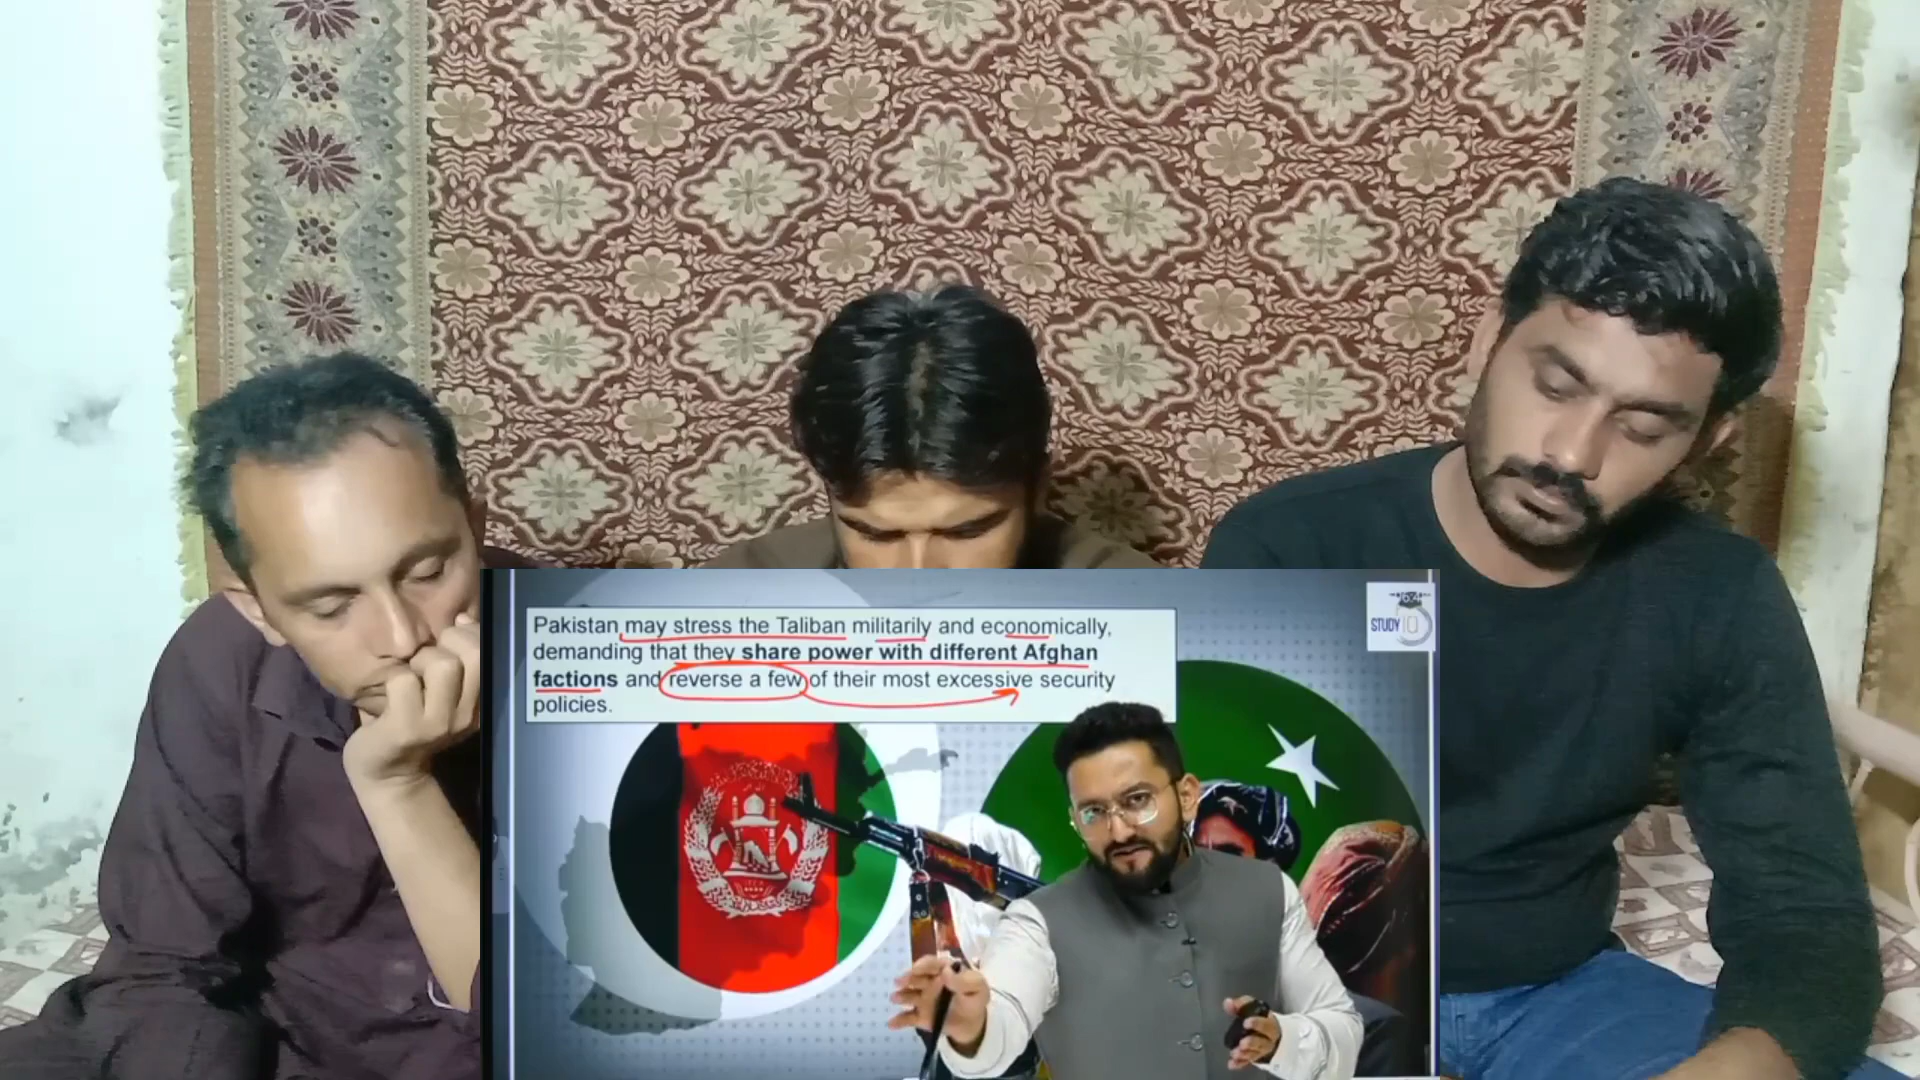 Pakistan may stress the Taliban militarily and economically,
demanding that they share power with different Afghan
factions and reverse a few of their most excessive security
policies.
STUDY IQ